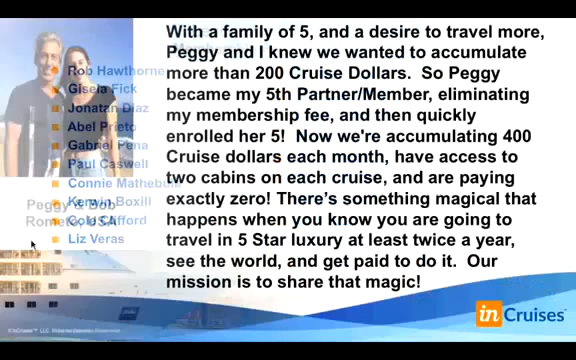 With a family of 5, and a desire to travel more,
Peggy and I knew we wanted to accumulate
more than 200 Cruise Dollars. So Peggy
became my 5th Partner/Member, eliminating
my membership fee, and then quickly
enrolled her 5! Now we're accumulating 400
Cruise dollars each month, have access to
two cabins on each cruise, and are paying
exactly zero! There's something magical that
happens when you know you are going to
travel in 5 Star luxury at least twice a year,
see the world, and get paid to do it. Our
mission is to share that magic!
Rob Hawthorne
Gisela Fick
Jonatan Diaz
Abel Prieto
Gabriel Pena
Paul Caswell
Connie Mathebula
Kerwin Boxill
Cole Clifford
Liz Veras
Peggy & Bob
USA
inCruises